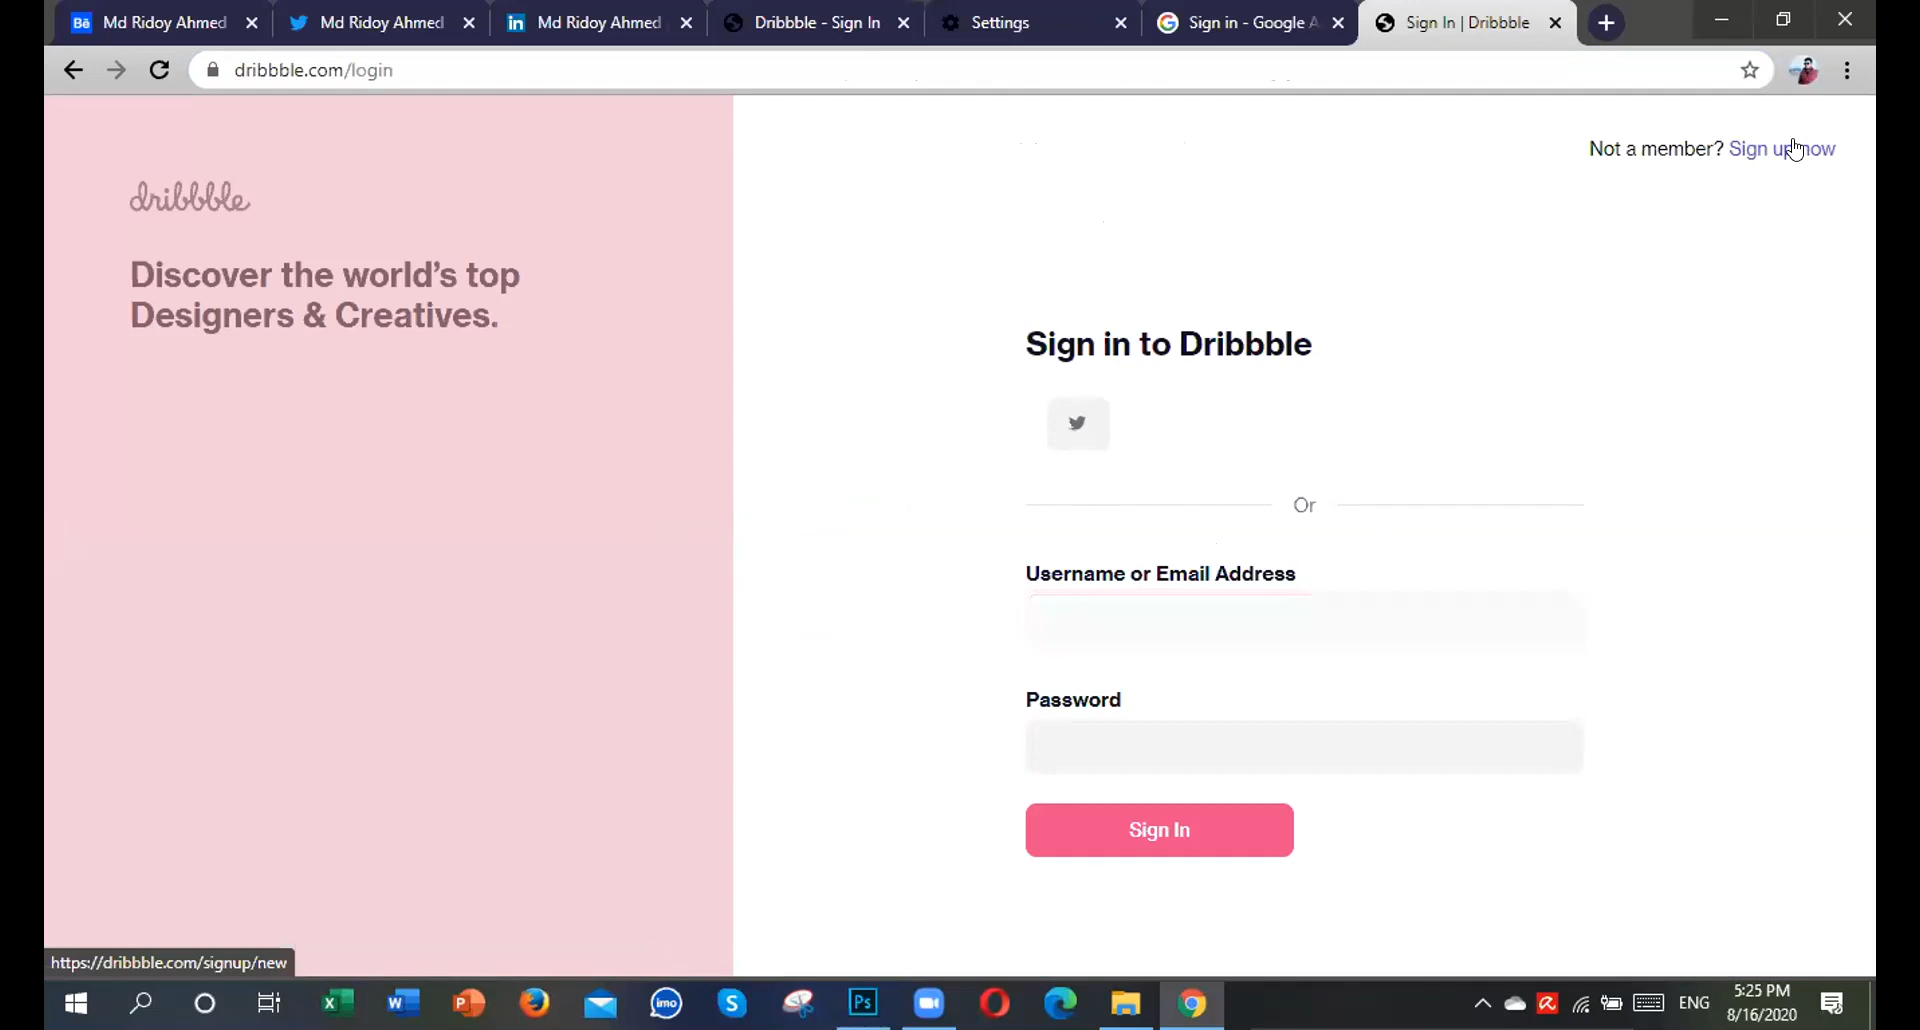 Md Ridoy Ahmed
Md Ridoy Ahmed
Md Ridoy Ahmed
Dribbble - Sign In
Settings
Sign in - Google A
Sign In | Dribbble
dribbble.com/login
Not a member? Sign up now
dribbble
Discover the world's top
Designers & Creatives.
Sign in to Dribbble
Or
Username or Email Address
Password
Sign In
https://dribbble.com/signup/new
imo
Ps
ENG
5:25 PM
8/16/2020